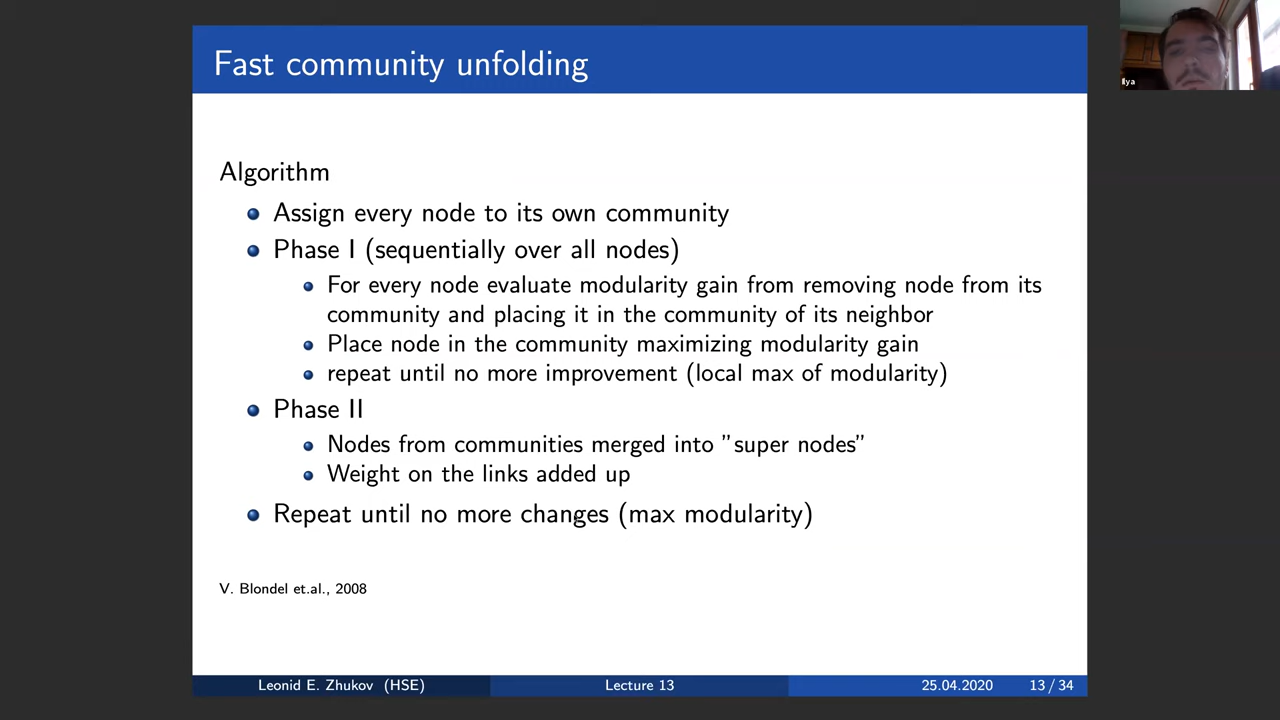 Fast community unfolding
Ilya
Algorithm
Assign every node to its own community
Phase I (sequentially over all nodes)
For every node evaluate modularity gain from removing node from its
community and placing it in the community of its neighbor
Place node in the community maximizing modularity gain
repeat until no more improvement (local max of modularity)
Phase II
Nodes from communities merged into "super nodes"
Weight on the links added up
Repeat until no more changes (max modularity)
V. Blondel et.al., 2008
Leonid E. Zhukov (HSE) Lecture 13 25.04.2020 13 / 34